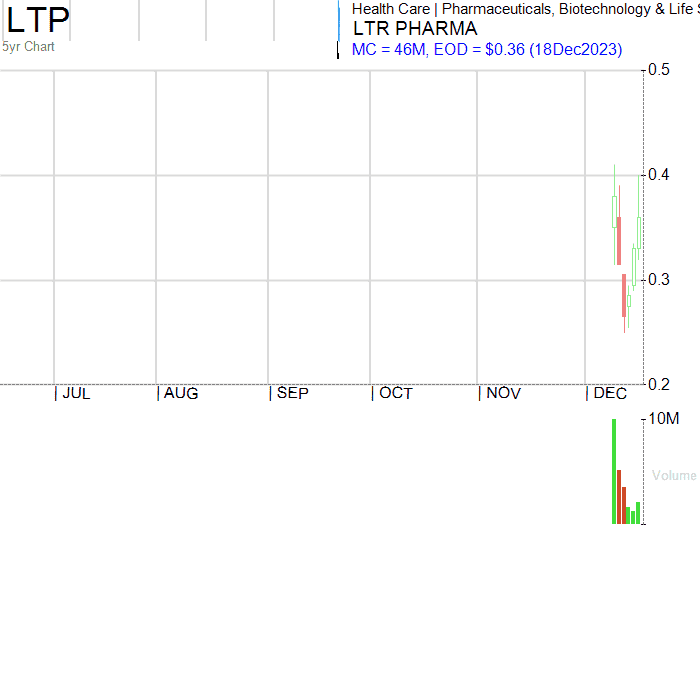 LTP
5yr Chart
Health Care | Pharmaceuticals, Biotechnology & Life
LTR PHARMA
MC = 46M, EOD = $0.36 (18Dec2023)
0.5
0.4
0.3
0.2
JUL
AUG
SEP
OCT
NOV
DEC
10M
Volume